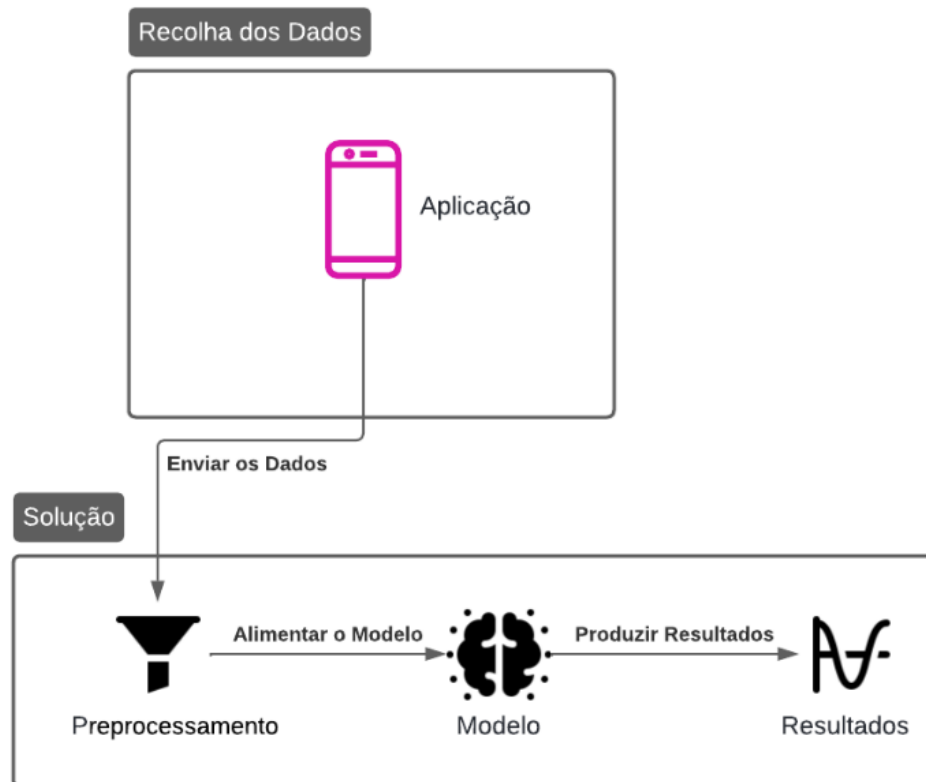 Recolha dos Dados
Aplicação
Enviar os Dados
Solução
Alimentar o Modelo
Produzir Resultados
Preprocessamento
Modelo
Resultados